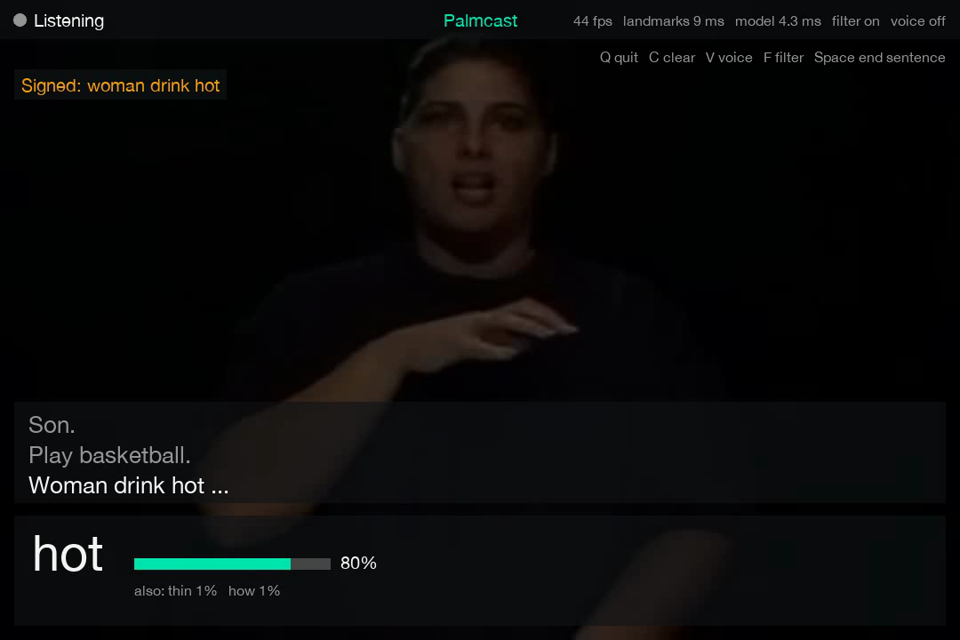 Listening Palmcast 44 fps landmarks 9 ms model 4.3 ms filter on voice off
Q quit C clear V voice F filter Space end sentence
Signed: woman drink hot
Son.
Play basketball.
Woman drink hot ...
hot 80%
also: thin 1% how 1%